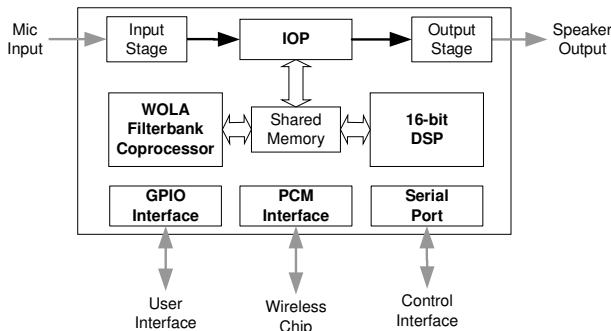 Mic
Input
Input
Stage
IOP
Output
Stage
Speaker
Output
WOLA
Filterbank
Coprocessor
Shared
Memory
16-bit
DSP
GPIO
Interface
PCM
Interface
Serial
Port
User
Interface
Wireless
Chip
Control
Interface